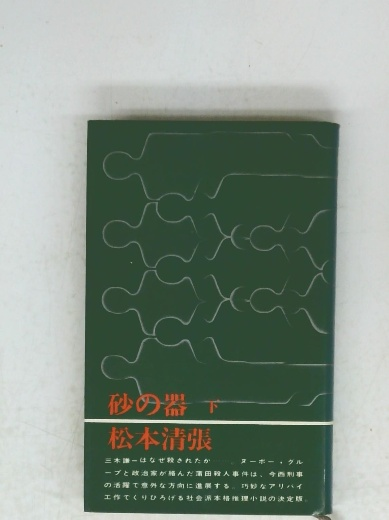 砂の器 下
松本清張
三木謙一はなぜ殺されたか……。ヌーボー・グル
ープと政治家が絡んだ蒲田殺人事件は、今西刑事
の活躍で意外な方向に進展する。巧妙なアリバイ
工作でくりひろげる社会派本格推理小説の決定版。